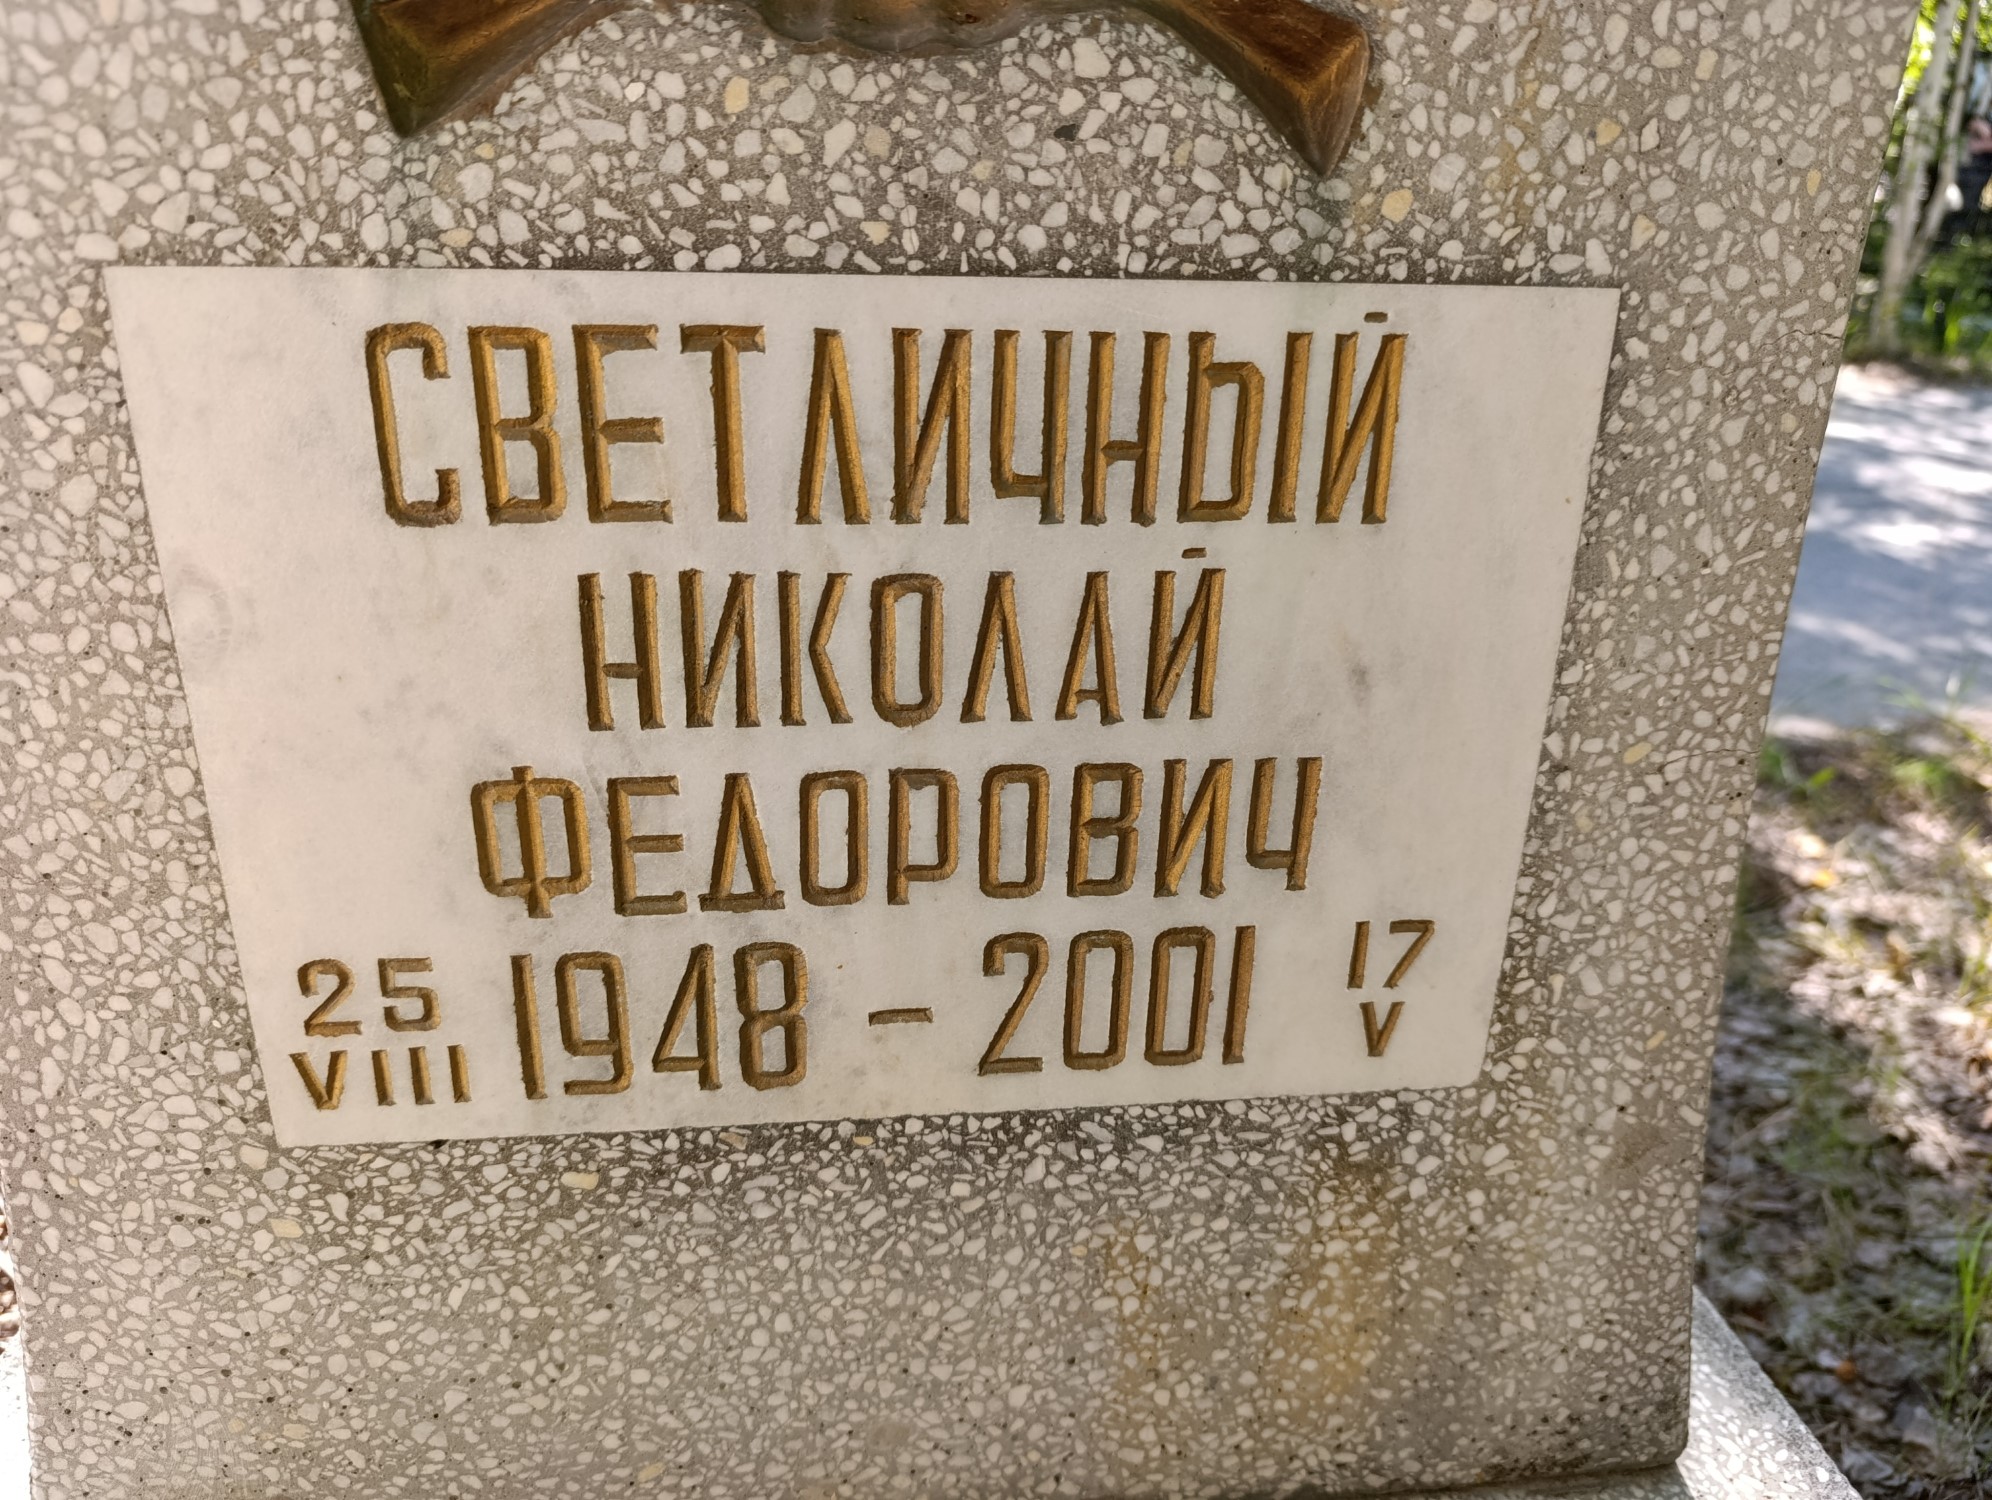 СВЕТЛИЧНЫЙ
НИКОЛАЙ
ФЕДОРОВИЧ
25 VIII 1948 – 2001 17 V